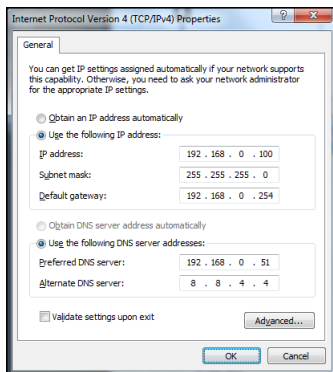 Internet Protocol Version 4 (TCP/IPv4) Properties
General
You can get IP settings assigned automatically if your network supports
this capability. Otherwise, you need to ask your network administrator
for the appropriate IP settings.
Obtain an IP address automatically
Use the following IP address:
IP address: 192 . 168 . 0 . 100
Subnet mask: 255 . 255 . 255 . 0
Default gateway: 192 . 168 . 0 . 254
Obtain DNS server address automatically
Use the following DNS server addresses:
Preferred DNS server: 192 . 168 . 0 . 51
Alternate DNS server: 8 . 8 . 4 . 4
Validate settings upon exit
Advanced...
OK Cancel